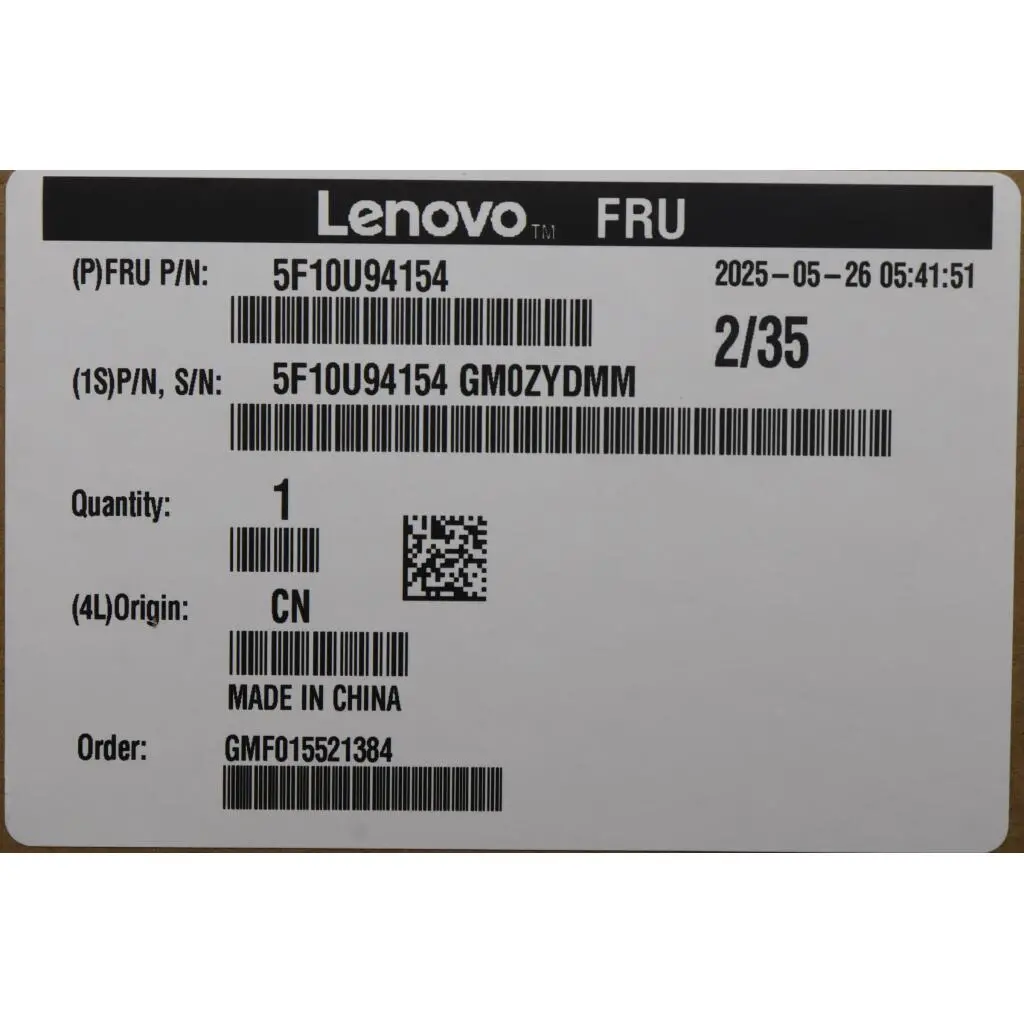 Lenovo™ FRU
(P)FRU P/N: 5F10U94154 2025-05-26 05:41:51
2/35
(1S)P/N, S/N: 5F10U94154 GM0ZYDMM
Quantity: 1
(4L)Origin: CN
MADE IN CHINA
Order: GMF015521384